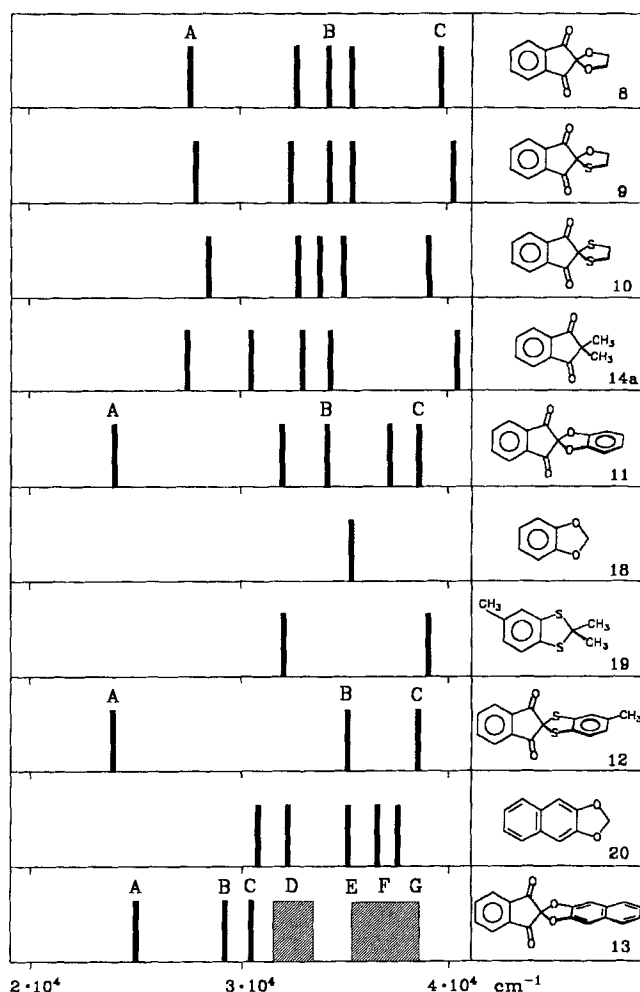 A B C
O O O 8
A O O O S 9
O O S S 10
O CH₃ CH₃ O 14a
A B C
O O O O 11
O O 18
CH₃ S CH₃ CH₃ S 19
A B C
O S S CH₃ O 12
O O 20
A B C D E F G
O O O O 13
2·10⁴ 3·10⁴ 4·10⁴ cm⁻¹